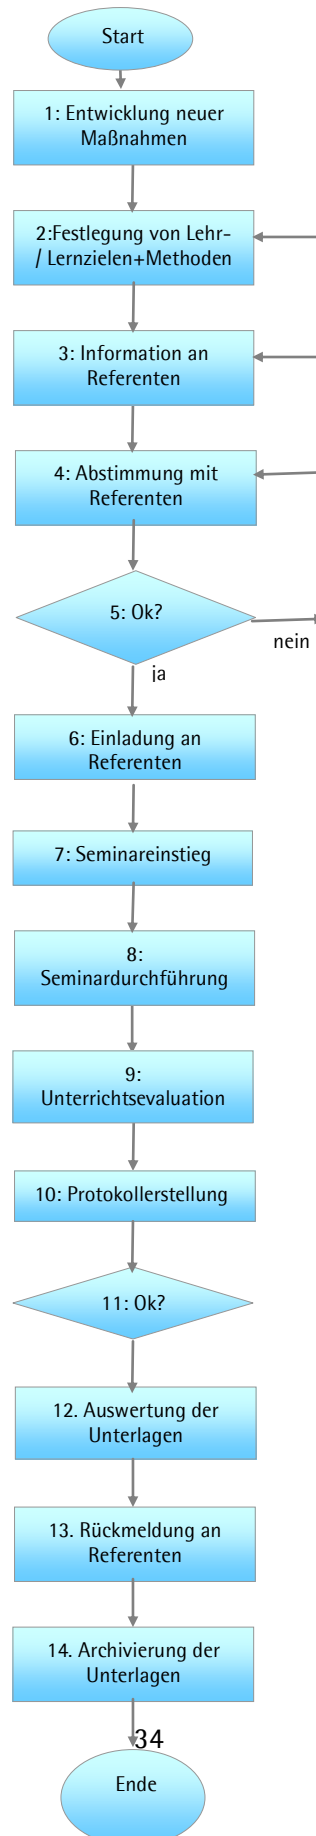 Start
1: Entwicklung neuer
Maßnahmen
2:Festlegung von Lehr-
/ Lernzielen+Methoden
3: Information an
Referenten
4: Abstimmung mit
Referenten
5: Ok?
nein
ja
6: Einladung an
Referenten
7: Seminareinstieg
8:
Seminardurchführung
9:
Unterrichtsevaluation
10: Protokollerstellung
11: Ok?
12. Auswertung der
Unterlagen
13. Rückmeldung an
Referenten
14. Archivierung der
Unterlagen
34
Ende